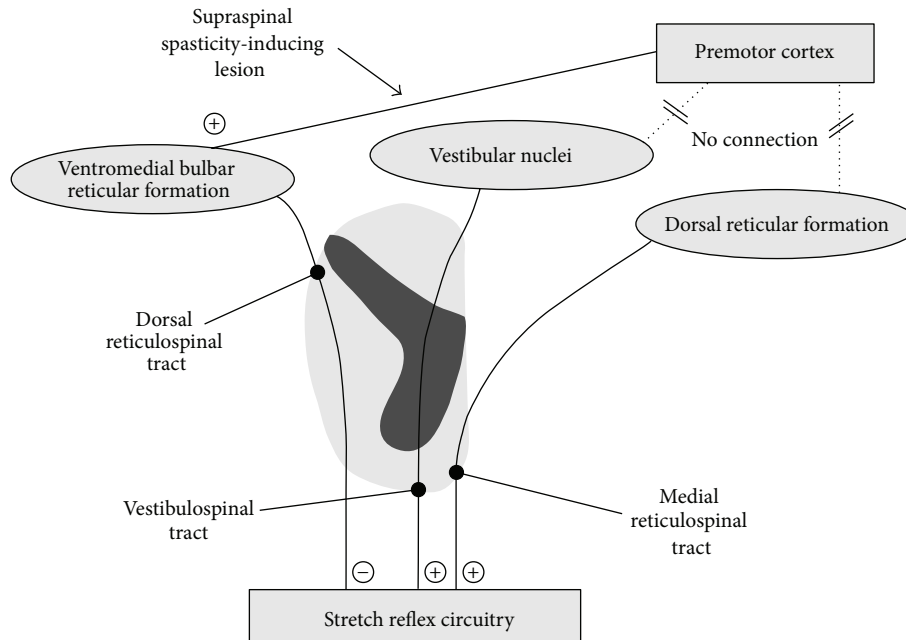 Supraspinal
spasticity-inducing
lesion
Premotor cortex
+
No connection
Ventromedial bulbar
reticular formation
Vestibular nuclei
Dorsal reticular formation
Dorsal
reticulospinal
tract
Vestibulospinal
tract
Medial
reticulospinal
tract
− + +
Stretch reflex circuitry